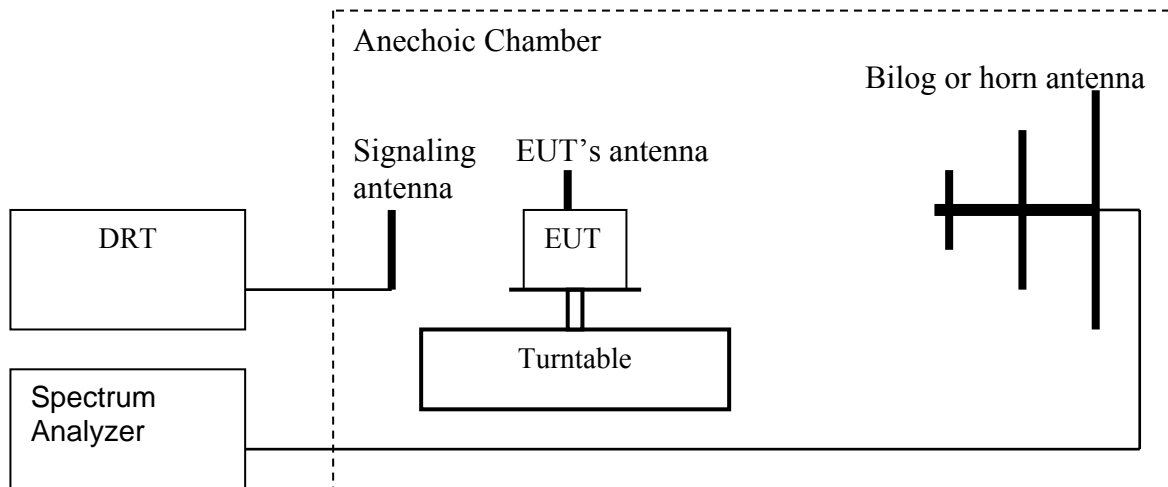 Anechoic Chamber
Bilog or horn antenna
Signaling
antenna
EUT’s antenna
DRT
EUT
Turntable
Spectrum
Analyzer